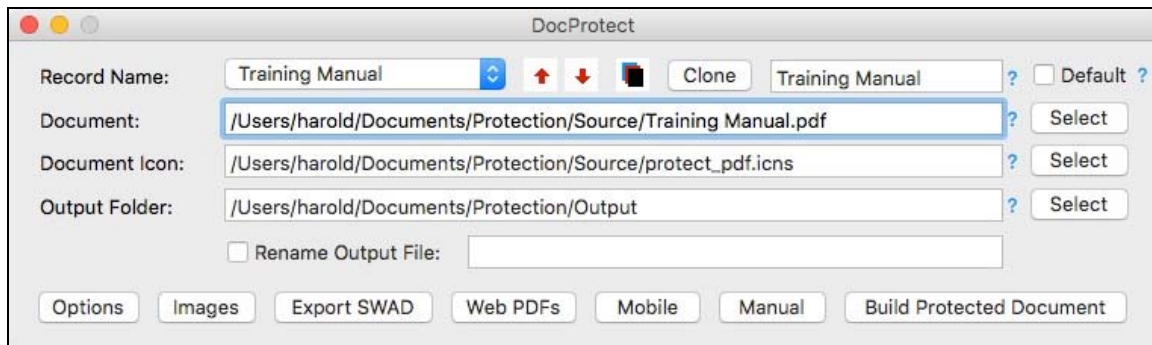 DocProtect
Record Name: Training Manual Clone Training Manual ? Default ?
Document: /Users/harold/Documents/Protection/Source/Training Manual.pdf ? Select
Document Icon: /Users/harold/Documents/Protection/Source/protect_pdf.icns ? Select
Output Folder: /Users/harold/Documents/Protection/Output ? Select
Rename Output File:
Options Images Export SWAD Web PDFs Mobile Manual Build Protected Document